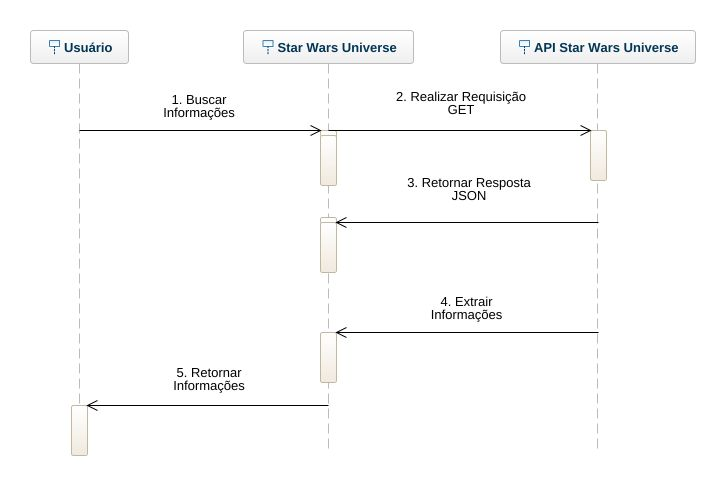 Usuário
Star Wars Universe
API Star Wars Universe
1. Buscar
Informações
2. Realizar Requisição
GET
3. Retornar Resposta
JSON
4. Extrair
Informações
5. Retornar
Informações